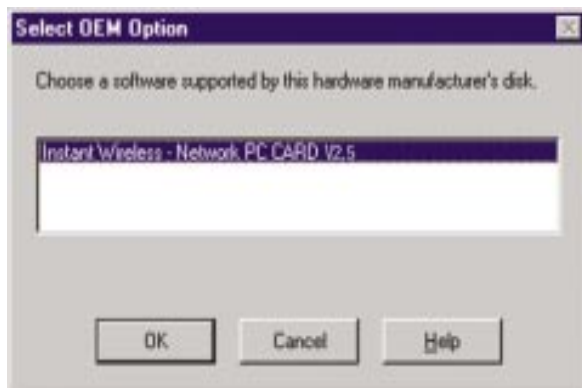 Select OEM Option
Choose a software supported by this hardware manufacturer's disk.
Instant Wireless - Network PC CARD V2.5
OK Cancel Help